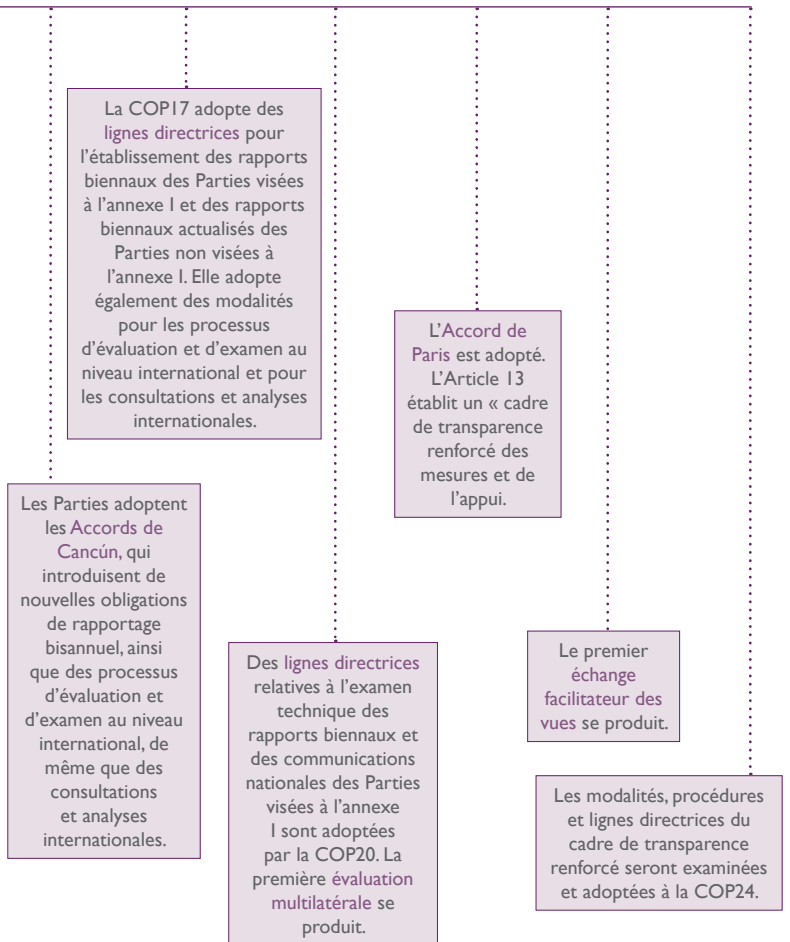 La COP17 adopte des
lignes directrices pour
l’établissement des rapports
biennaux des Parties visées
à l’annexe I et des rapports
biennaux actualisés des
Parties non visées à
l’annexe I. Elle adopte
également des modalités
pour les processus
d’évaluation et d’examen au
niveau international et pour
les consultations et analyses
internationales.
L’Accord de
Paris est adopté.
L’Article 13
établit un « cadre
de transparence
renforcé des
mesures et de
l’appui.
Les Parties adoptent
les Accords de
Cancún, qui
introduisent de
nouvelles obligations
de rapportage
bisannuel, ainsi
que des processus
d’évaluation et
d’examen au niveau
international, de
même que des
consultations
et analyses
internationales.
Des lignes directrices
relatives à l’examen
technique des
rapports biennaux et
des communications
nationales des Parties
visées à l’annexe
I sont adoptées
par la COP20. La
première évaluation
multilatérale se
produit.
Le premier
échange
facilitateur des
vues se produit.
Les modalités, procédures
et lignes directrices du
cadre de transparence
renforcé seront examinées
et adoptées à la COP24.